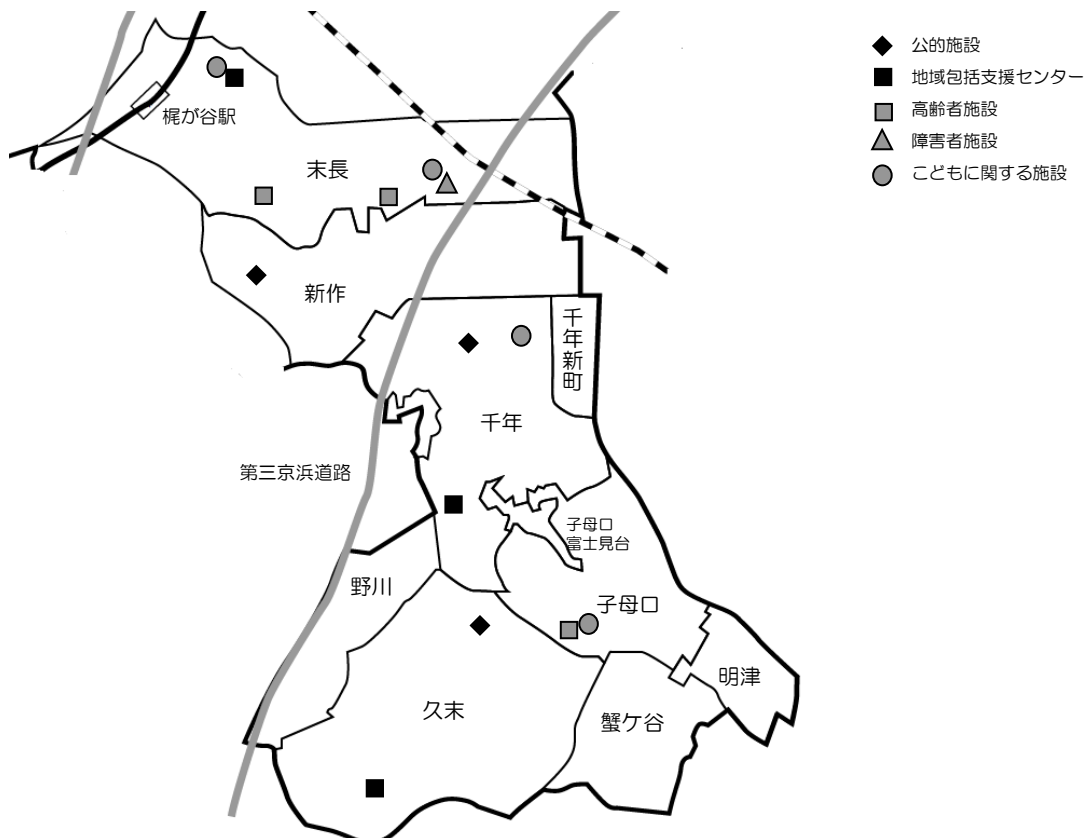 公的施設
地域包括支援センター
高齢者施設
障害者施設
こどもに関する施設
梶が谷駅
末長
新作
千年新町
千年
第三京浜道路
子母口
富士見台
野川
子母口
明津
久末
蟹ケ谷